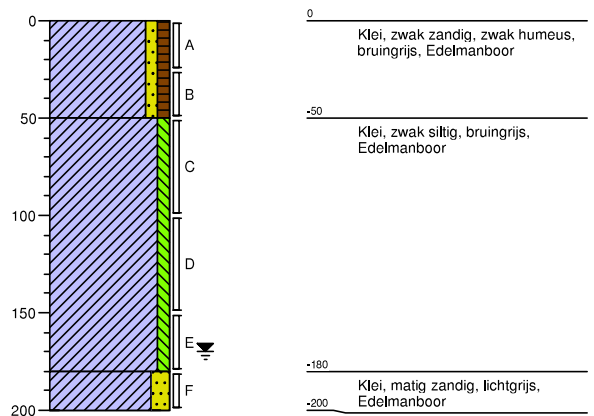 0
50
100
150
200
A
B
C
D
E
F
0
Klei, zwak zandig, zwak humeus,
bruingrijs, Edelmanboor
-50
Klei, zwak siltig, bruingrijs,
Edelmanboor
-180
Klei, matig zandig, lichtgrijs,
Edelmanboor
-200